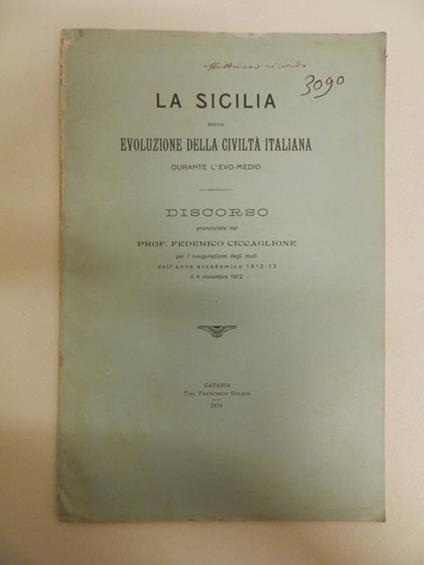 3090
LA SICILIA
NELLA
EVOLUZIONE DELLA CIVILTÀ ITALIANA
DURANTE L'EVO-MEDIO
DISCORSO
pronunziato dal
PROF. FEDERICO CICCAGLIONE
per l'inaugurazione degli studi
dell'anno accademico 1912-13
il 4 novembre 1912
CATANIA
TIP. FRANCESCO GALATI